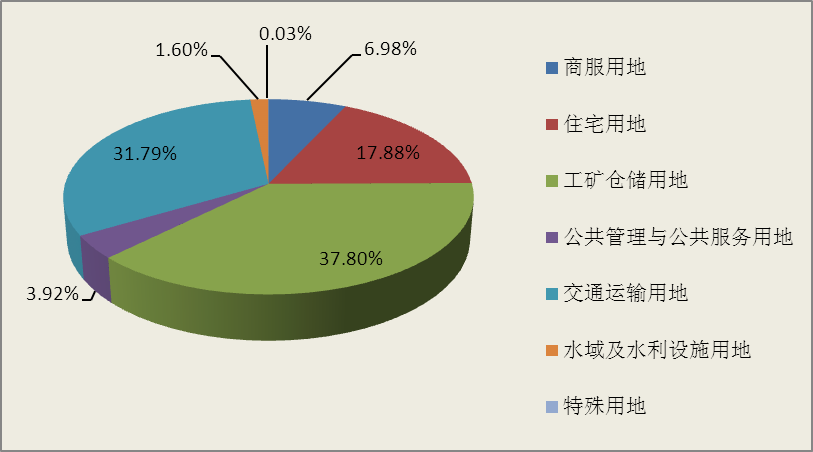 0.03%
1.60%
6.98%
31.79%
17.88%
37.80%
3.92%
商服用地
住宅用地
工矿仓储用地
公共管理与公共服务用地
交通运输用地
水域及水利设施用地
特殊用地